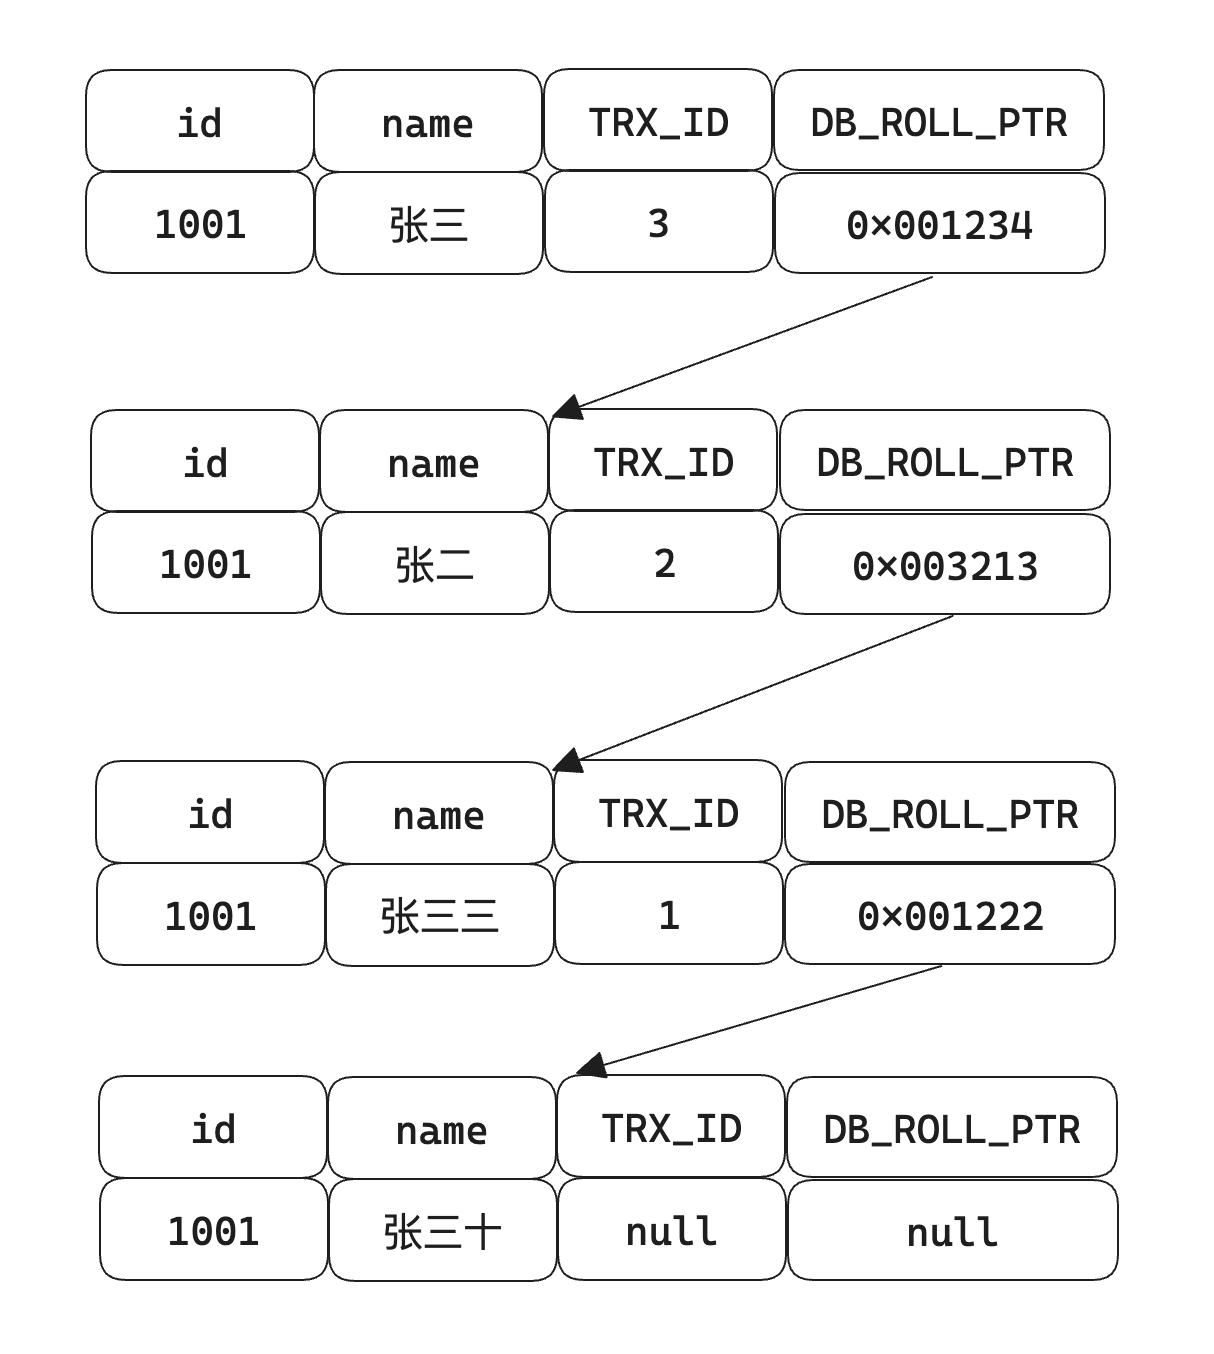 id name TRX_ID DB_ROLL_PTR
1001 张三 3 0×001234
id name TRX_ID DB_ROLL_PTR
1001 张二 2 0×003213
id name TRX_ID DB_ROLL_PTR
1001 张三三 1 0×001222
id name TRX_ID DB_ROLL_PTR
1001 张三十 null null